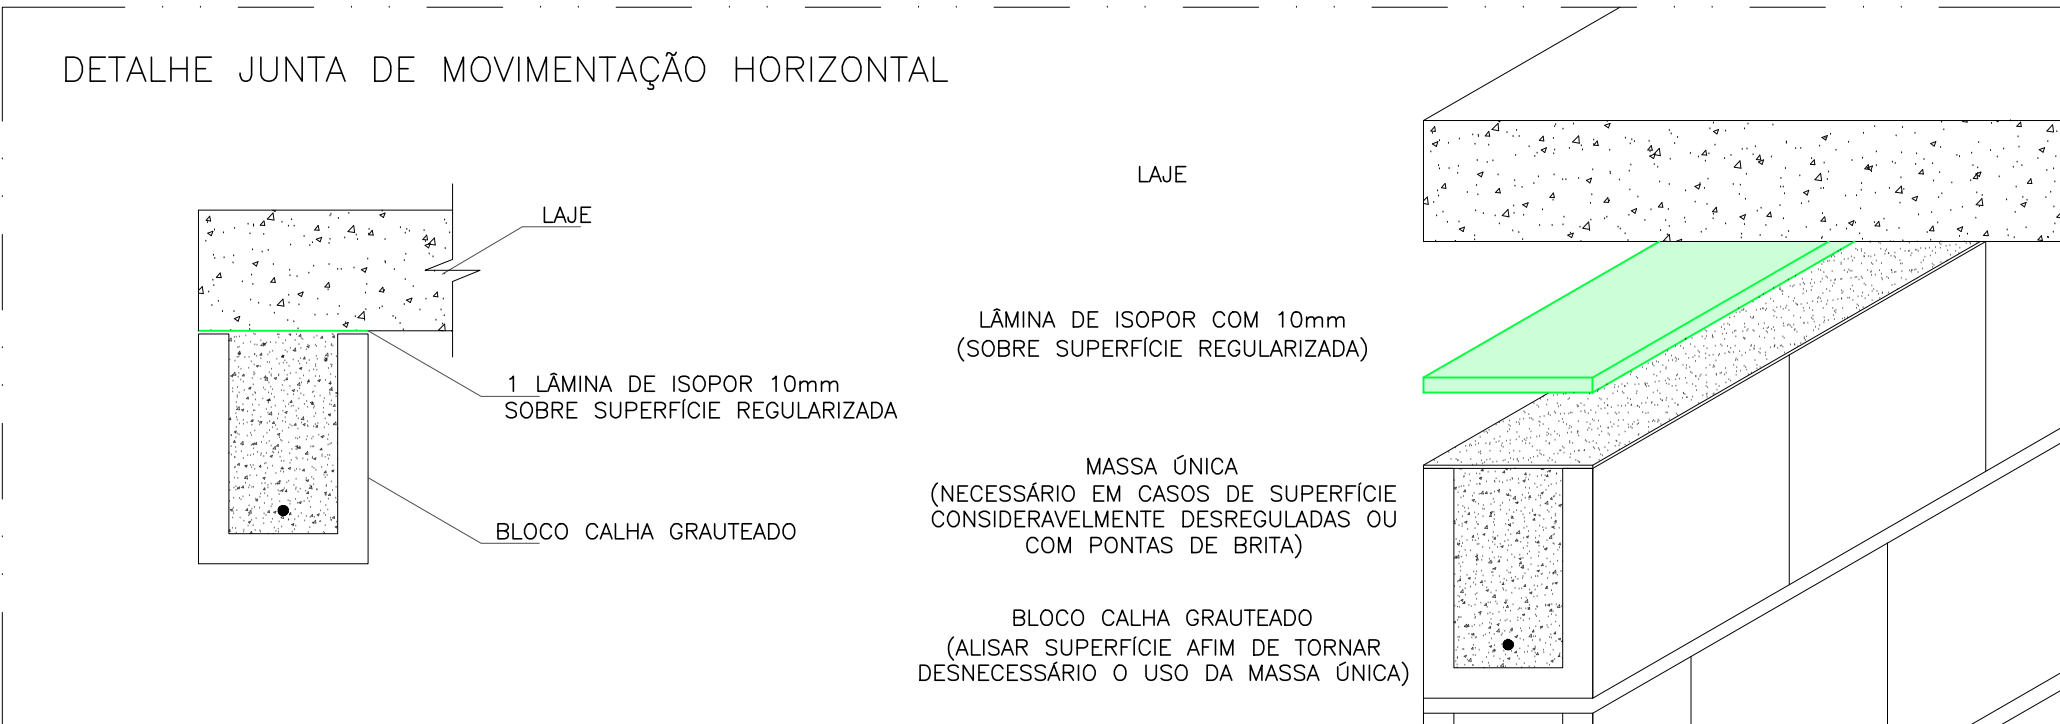 DETALHE JUNTA DE MOVIMENTAÇÃO HORIZONTAL
LAJE
1 LÂMINA DE ISOPOR 10mm
SOBRE SUPERFÍCIE REGULARIZADA
BLOCO CALHA GRAUTEADO
LAJE
LÂMINA DE ISOPOR COM 10mm
(SOBRE SUPERFÍCIE REGULARIZADA)
MASSA ÚNICA
(NECESSÁRIO EM CASOS DE SUPERFÍCIE
CONSIDERAVELMENTE DESREGULADAS OU
COM PONTAS DE BRITA)
BLOCO CALHA GRAUTEADO
(ALISAR SUPERFÍCIE AFIM DE TORNAR
DESNECESSÁRIO O USO DA MASSA ÚNICA)